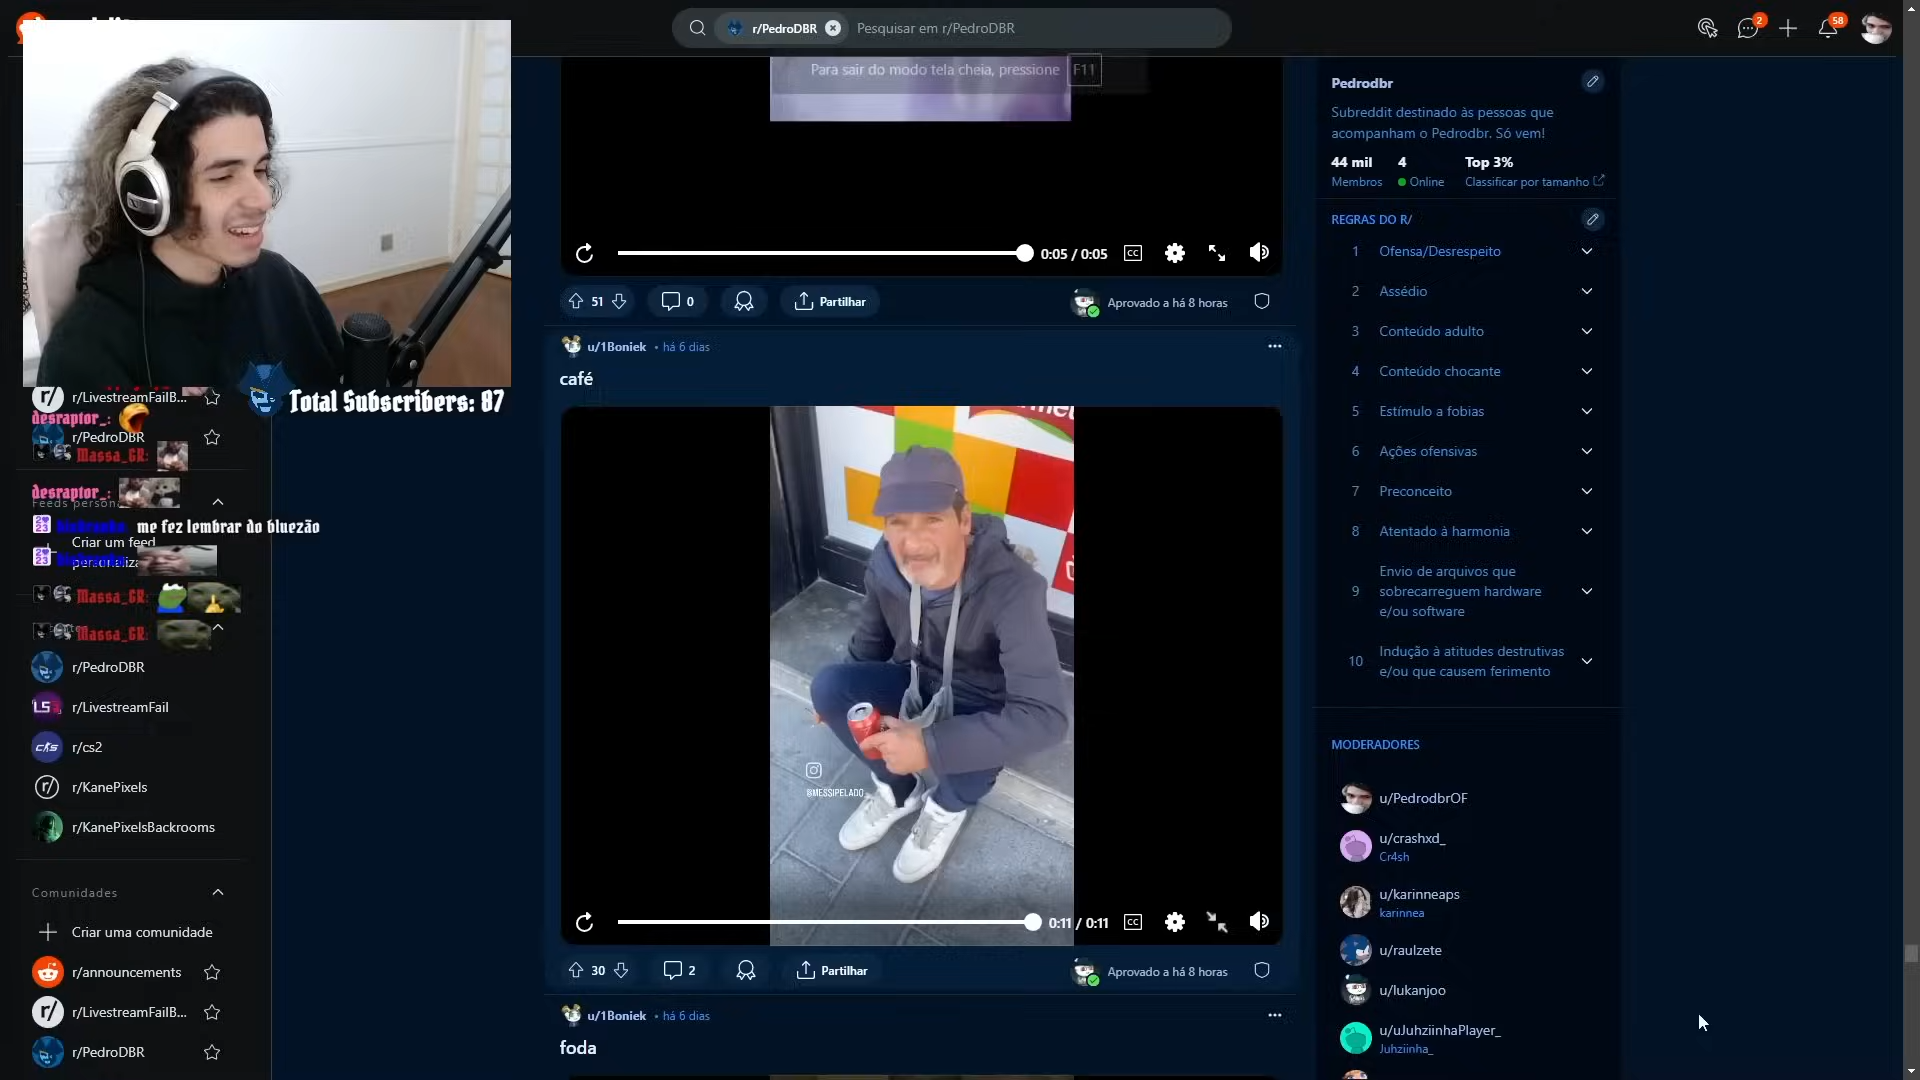 r/PedroDBR
Pesquisar em r/PedroDBR
2
58
Para sair do modo tela cheia, pressione F11
0:05 / 0:05
CC
51
0
Partilhar
Aprovado a há 8 horas
u/1Boniek • há 6 dias
café
@MESSIPELADO
0:11 / 0:11
CC
30
2
Partilhar
Aprovado a há 8 horas
u/1Boniek • há 6 dias
foda
Total Subscribers: 87
r/LivestreamFailB...
desraptor_:
r/PedroDBR
Massa_GR:
desraptor_:
Feeds person
me fez lembrar do bluezão
Criar um feed
personaliza
Massa_GR:
Massa_GR:
r/PedroDBR
r/LivestreamFail
r/cs2
r/KanePixels
r/KanePixelsBackrooms
Comunidades
Criar uma comunidade
r/announcements
r/LivestreamFailB...
r/PedroDBR
Pedrodbr
Subreddit destinado às pessoas que
acompanham o Pedrodbr. Só vem!
44 mil 4 Top 3%
Membros Online Classificar por tamanho
REGRAS DO R/
1 Ofensa/Desrespeito
2 Assédio
3 Conteúdo adulto
4 Conteúdo chocante
5 Estímulo a fobias
6 Ações ofensivas
7 Preconceito
8 Atentado à harmonia
9 Envio de arquivos que
sobrecarreguem hardware
e/ou software
10 Indução à atitudes destrutivas
e/ou que causem ferimento
MODERADORES
u/PedrodbrOF
u/crashxd_
Cr4sh
u/karinneaps
karinnea
u/raulzete
u/lukanjoo
u/uJuhziinhaPlayer_
Juhziinha_